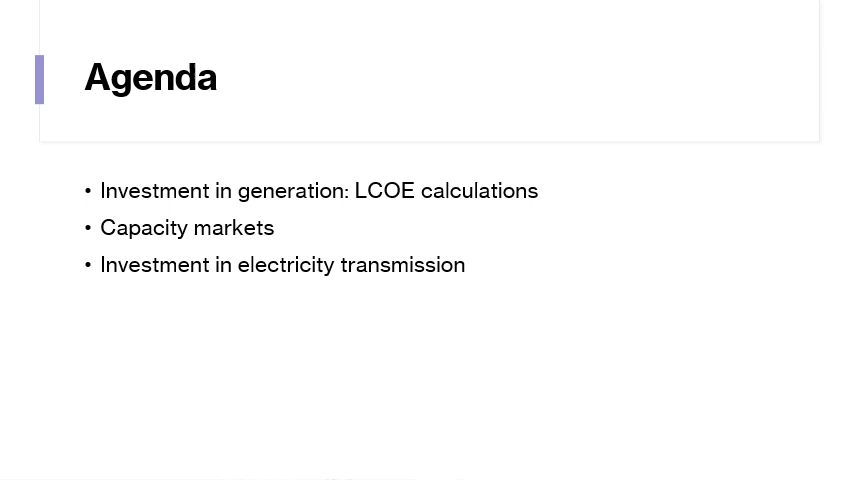 Agenda
• Investment in generation: LCOE calculations
• Capacity markets
• Investment in electricity transmission